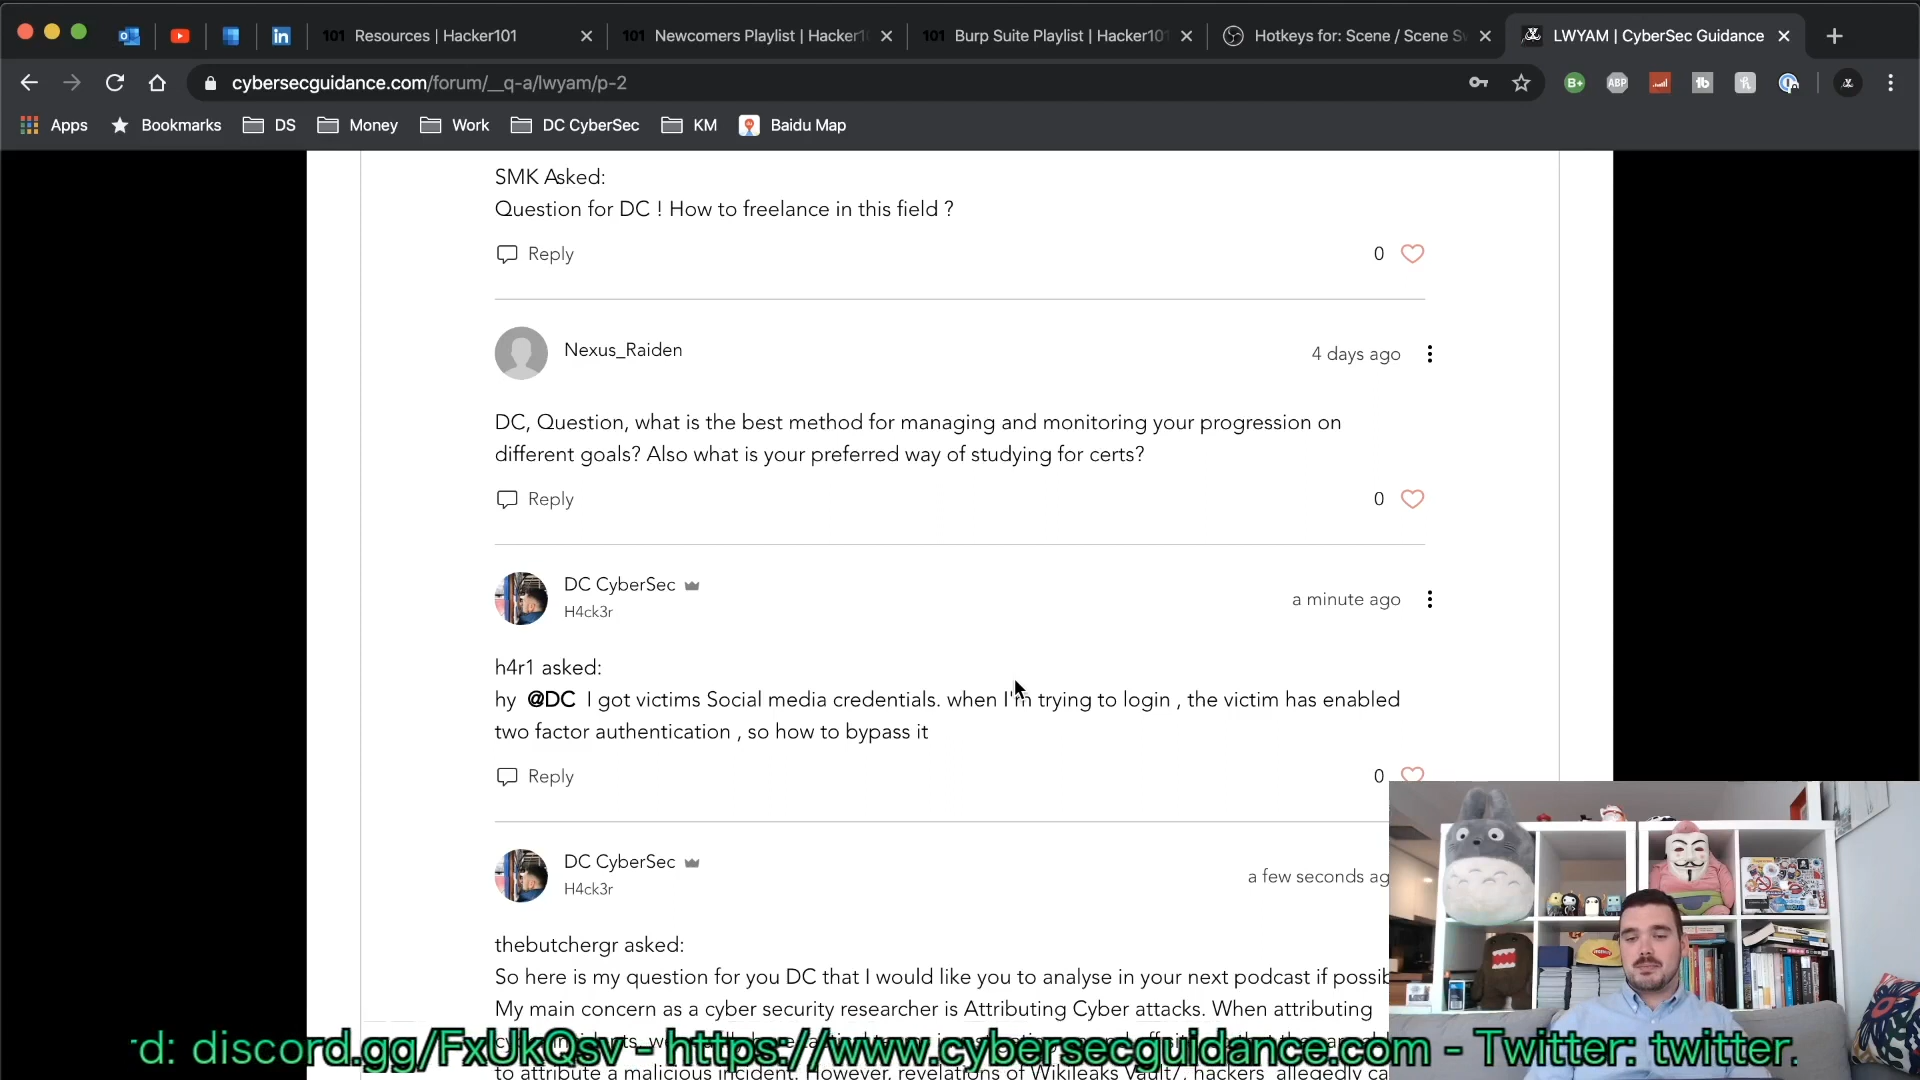 101 Resources | Hacker101
101 Newcomers Playlist | Hacker1
101 Burp Suite Playlist | Hacker10
Hotkeys for: Scene / Scene S
LWYAM | CyberSec Guidance
cybersecguidance.com/forum/__q-a/lwyam/p-2
Apps
Bookmarks
DS
Money
Work
DC CyberSec
KM
Baidu Map
SMK Asked:
Question for DC ! How to freelance in this field ?
Reply
0
Nexus_Raiden
4 days ago
DC, Question, what is the best method for managing and monitoring your progression on
different goals? Also what is your preferred way of studying for certs?
Reply
0
DC CyberSec
H4ck3r
a minute ago
h4r1 asked:
hy @DC I got victims Social media credentials. when I'm trying to login , the victim has enabled
two factor authentication , so how to bypass it
Reply
0
DC CyberSec
H4ck3r
a few seconds ag
thebutchergr asked:
So here is my question for you DC that I would like you to analyse in your next podcast if possib
My main concern as a cyber security researcher is Attributing Cyber attacks. When attributing
rd: discord.gg/FxUkQsv - https://www.cybersecguidance.com - Twitter: twitter.
to attribute a malicious incident. However, revelations of Wikileaks Vault7, hackers allegedly ca